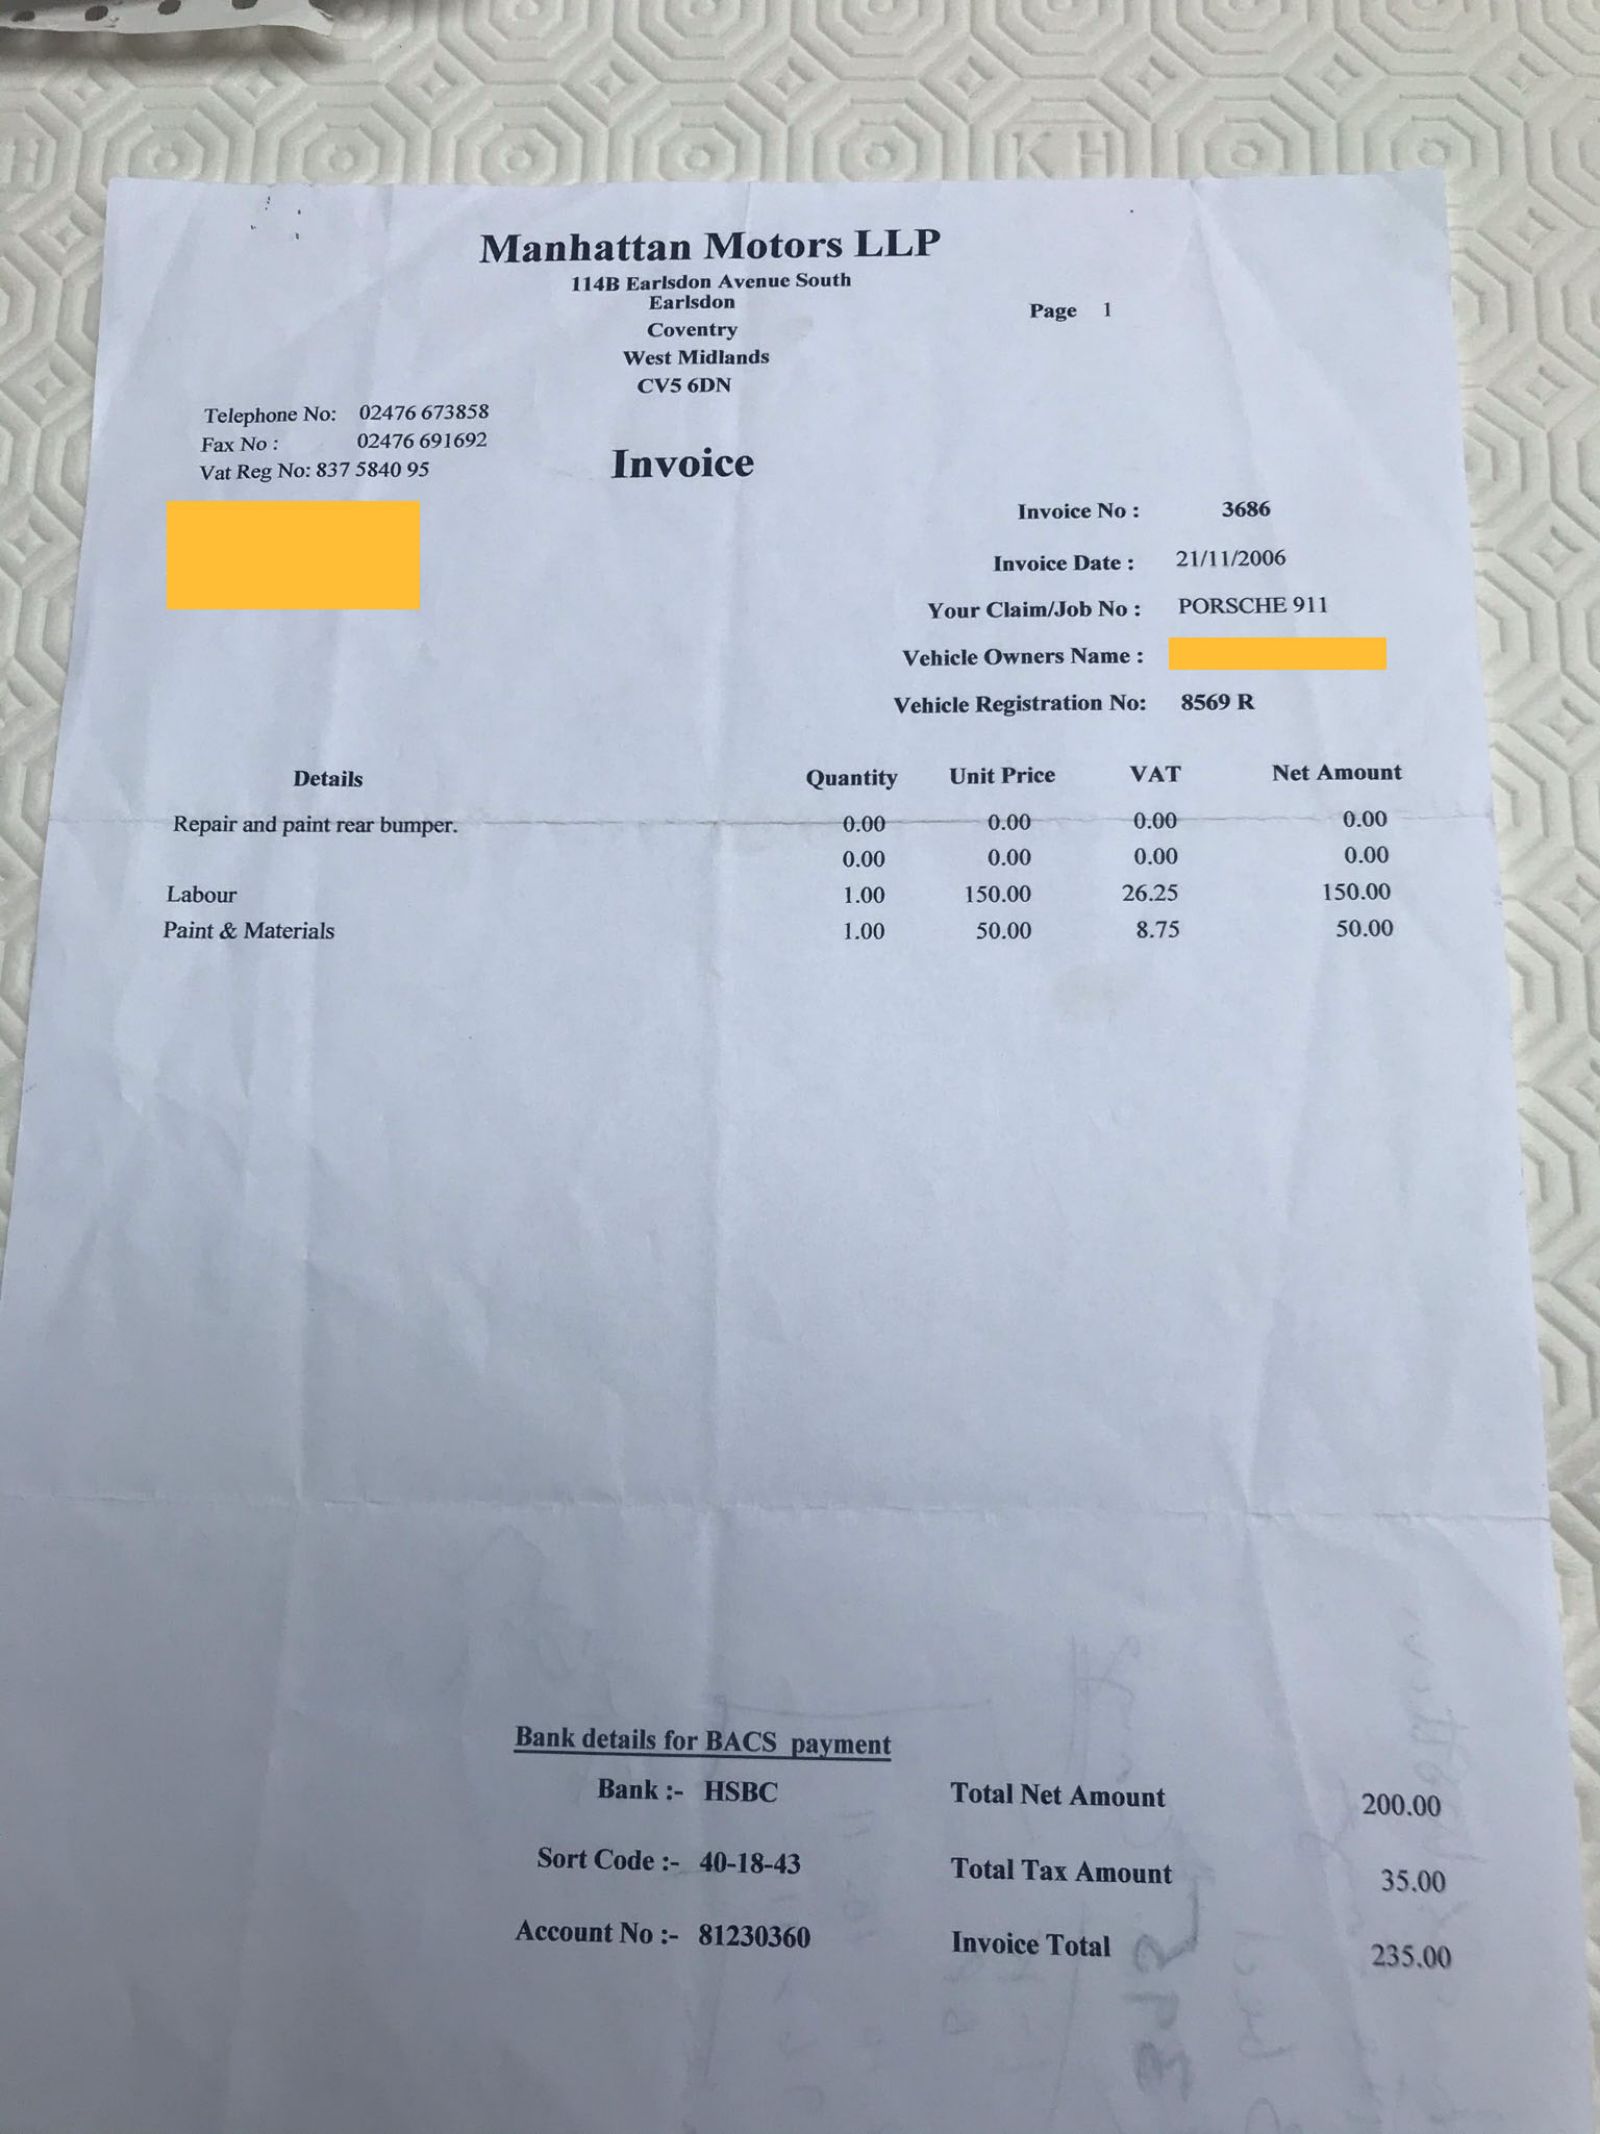 KH
Manhattan Motors LLP
114B Earlsdon Avenue South
Earlsdon
Page 1
Coventry
West Midlands
CV5 6DN
Telephone No: 02476 673858
Fax No : 02476 691692
Vat Reg No: 837 5840 95
Invoice
Invoice No : 3686
Invoice Date : 21/11/2006
Your Claim/Job No : PORSCHE 911
Vehicle Owners Name :
Vehicle Registration No: 8569 R
Details Quantity Unit Price VAT Net Amount
Repair and paint rear bumper. 0.00 0.00 0.00 0.00
0.00 0.00 0.00 0.00
Labour 1.00 150.00 26.25 150.00
Paint & Materials 1.00 50.00 8.75 50.00
Bank details for BACS payment
Bank :- HSBC Total Net Amount 200.00
Sort Code :- 40-18-43 Total Tax Amount 35.00
Account No :- 81230360 Invoice Total 235.00